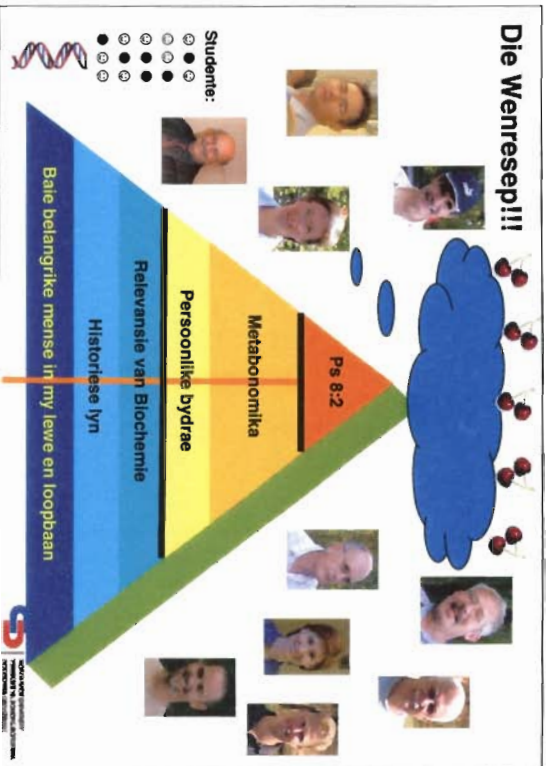 Die Wenresep!!!
Ps 8:2
Metabonomika
Persoonlike bydrae
Relevansie van Biochemie
Historiese lyn
Baie belangrike mense in my lewe en loopbaan
Studente: